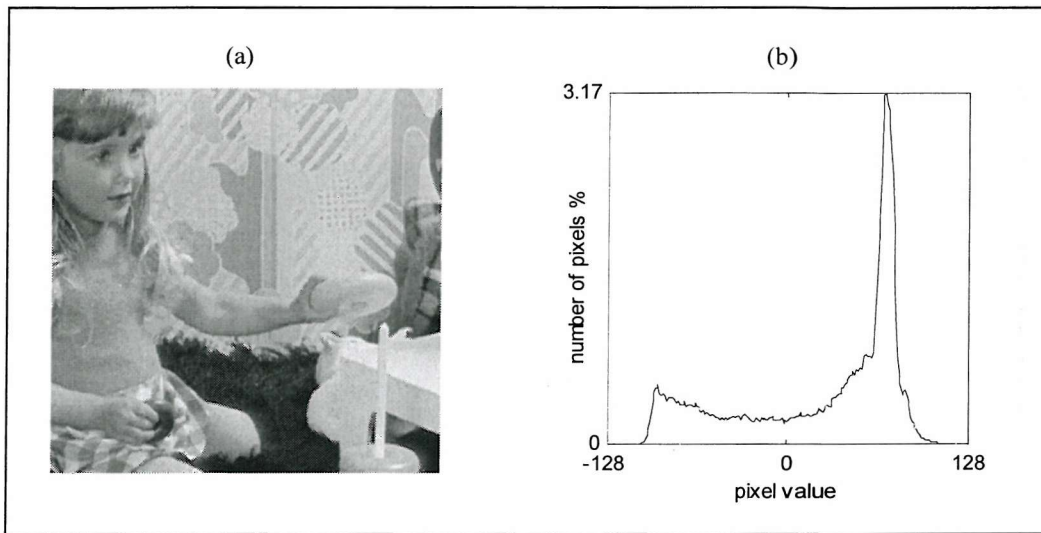 (a)
(b)
3.17
number of pixels %
0
-128
0
128
pixel value